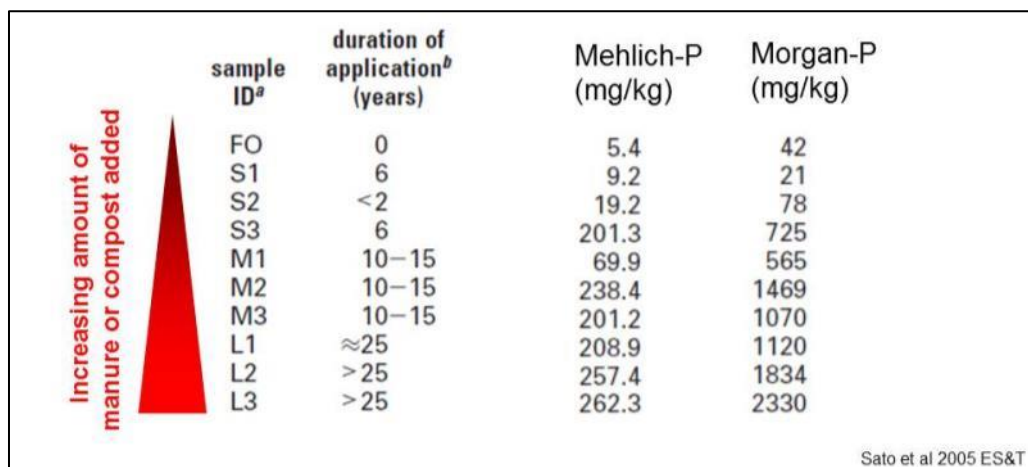 Increasing amount of
manure or compost added
sample
IDa
duration of
applicationb
(years)
Mehlich-P
(mg/kg)
Morgan-P
(mg/kg)
FO 0 5.4 42
S1 6 9.2 21
S2 <2 19.2 78
S3 6 201.3 725
M1 10–15 69.9 565
M2 10–15 238.4 1469
M3 10–15 201.2 1070
L1 ≈25 208.9 1120
L2 >25 257.4 1834
L3 >25 262.3 2330
Sato et al 2005 ES&T